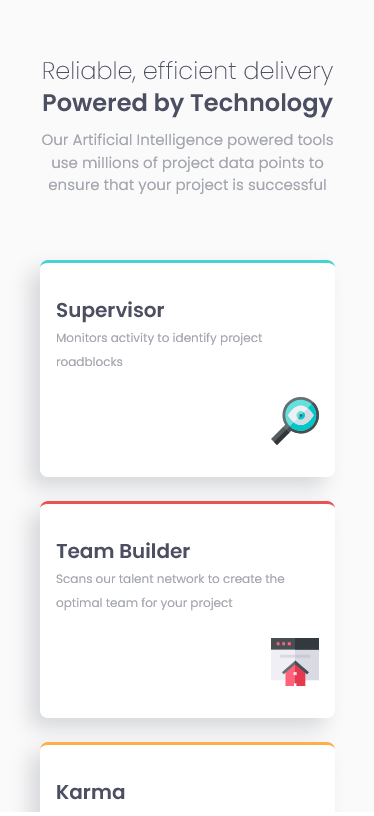 Reliable, efficient delivery
Powered by Technology
Our Artificial Intelligence powered tools
use millions of project data points to
ensure that your project is successful
Supervisor
Monitors activity to identify project
roadblocks
Team Builder
Scans our talent network to create the
optimal team for your project
Karma